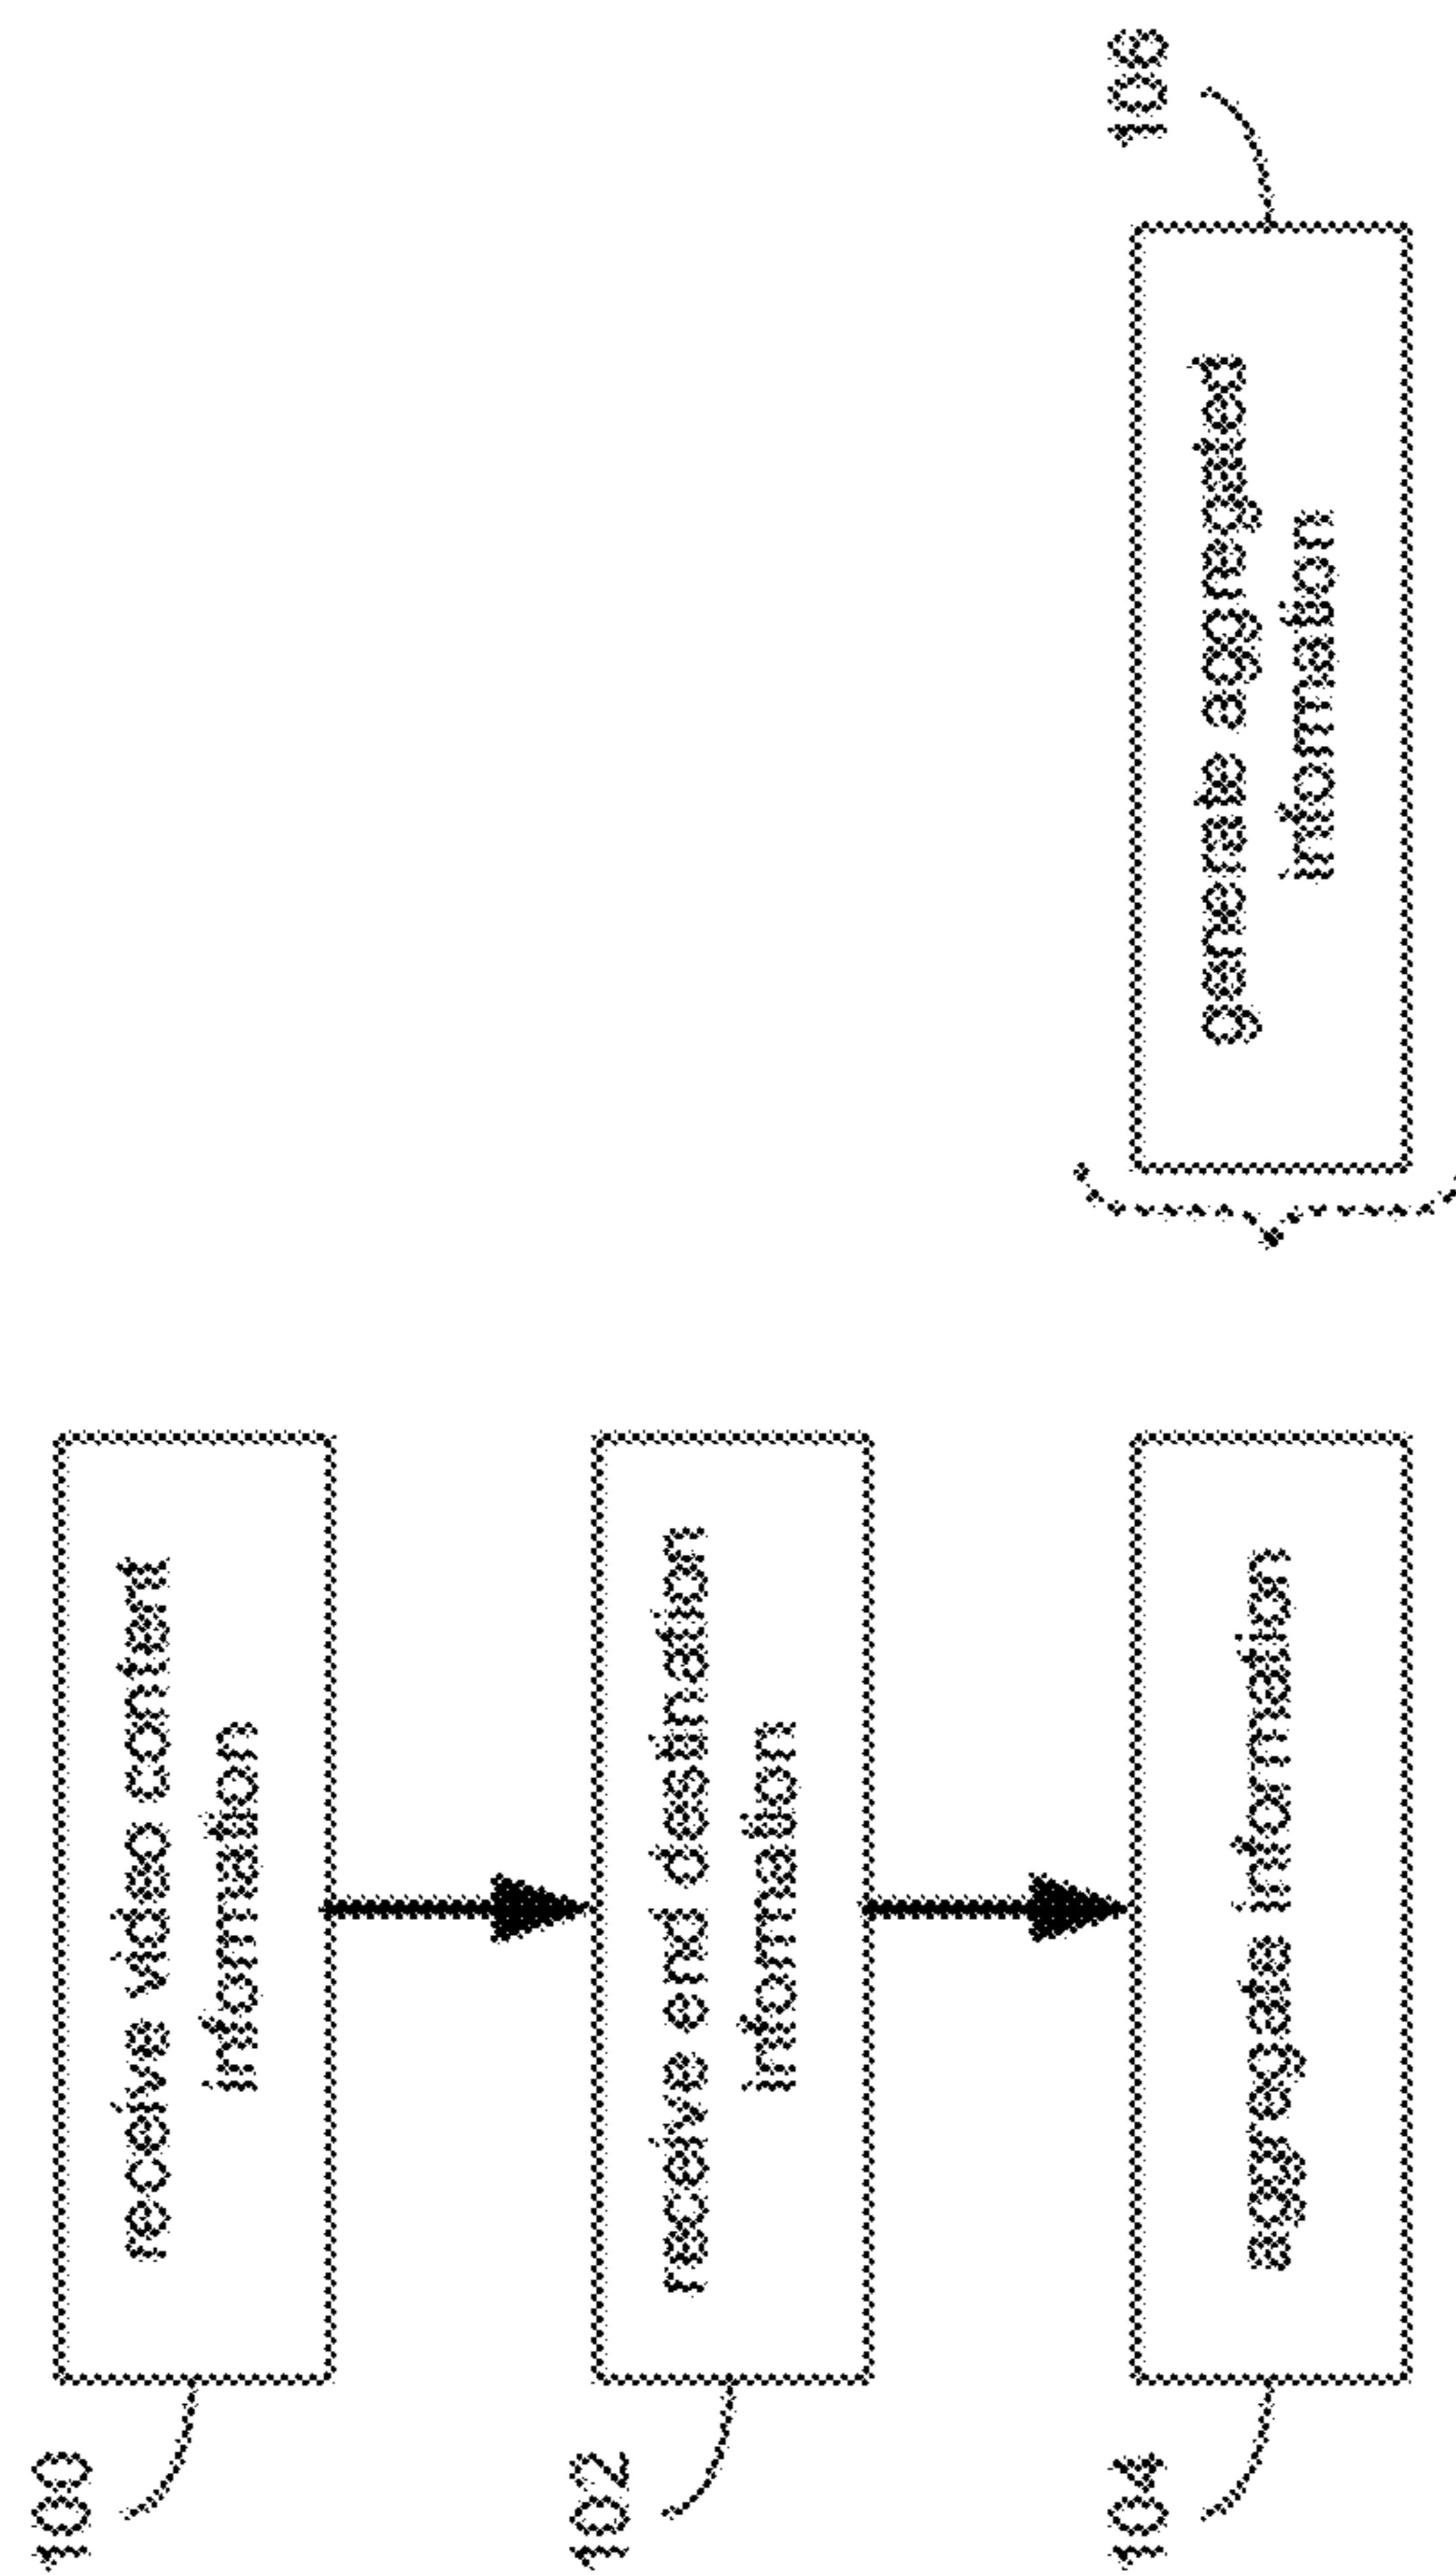 100
receive video content
information
102
receive end destination
information
104
aggregate information
106
generate aggregated
information